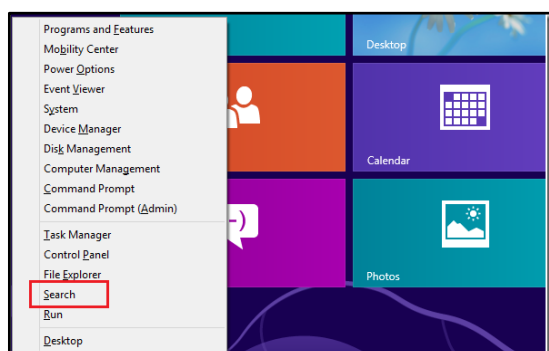 Programs and Features
Mobility Center
Power Options
Event Viewer
System
Device Manager
Disk Management
Computer Management
Command Prompt
Command Prompt (Admin)
Task Manager
Control Panel
File Explorer
Search
Run
Desktop
Desktop
Calendar
Photos